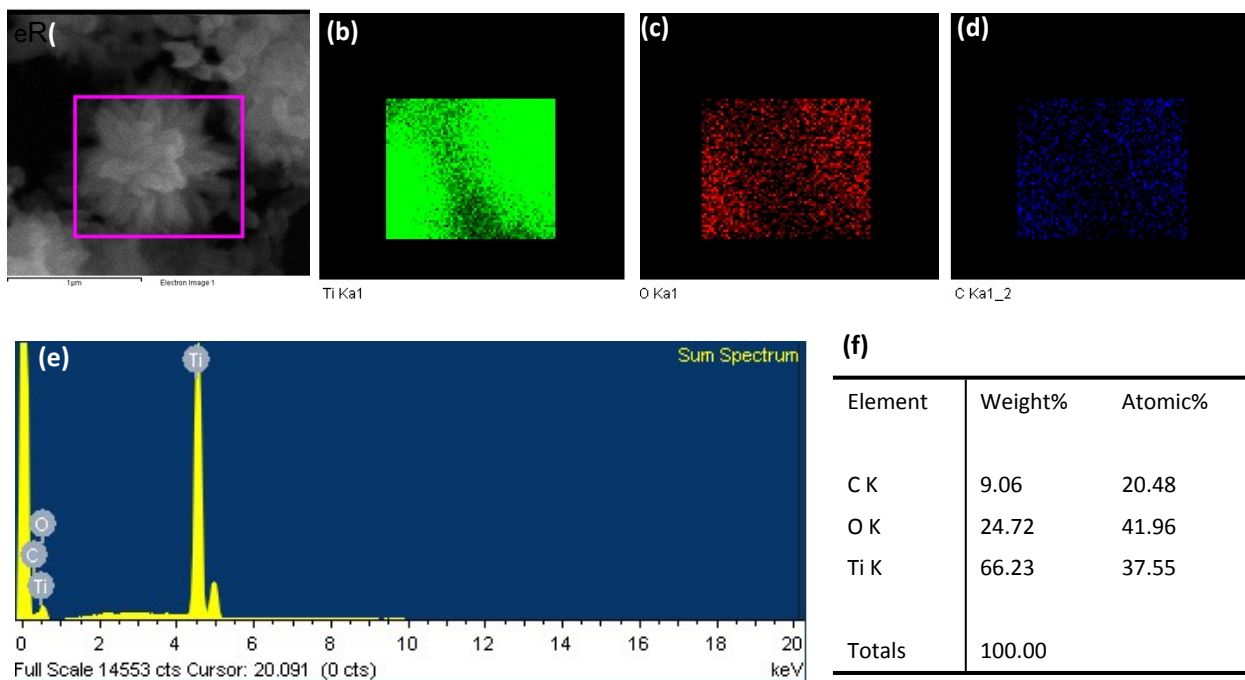 eR(
(b)
(c)
(d)
1µm
Electron Image 1
Ti Ka1
O Ka1
C Ka1_2
(e)
Ti
Sum Spectrum
O
C
Ti
0 2 4 6 8 10 12 14 16 18 20
Full Scale 14553 cts Cursor: 20.091 (0 cts) keV
(f)
Element Weight% Atomic%
C K 9.06 20.48
O K 24.72 41.96
Ti K 66.23 37.55
Totals 100.00